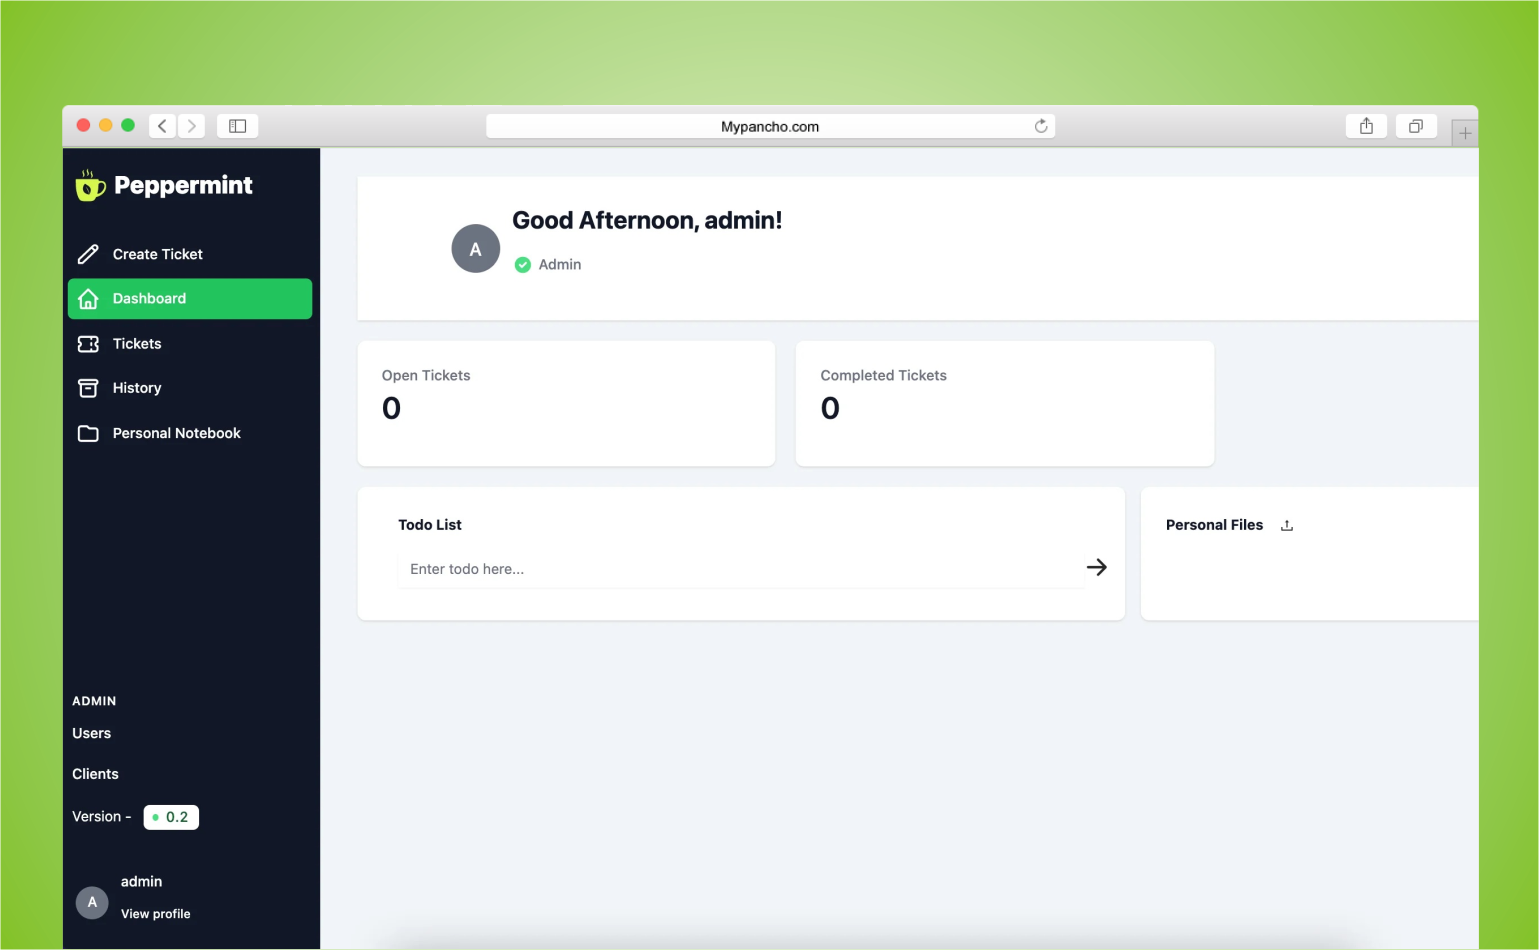 Mypancho.com
Peppermint
Create Ticket
Dashboard
Tickets
History
Personal Notebook
ADMIN
Users
Clients
Version - 0.2
A
admin
View profile
A
Good Afternoon, admin!
Admin
Open Tickets
0
Completed Tickets
0
Todo List
Enter todo here...
Personal Files